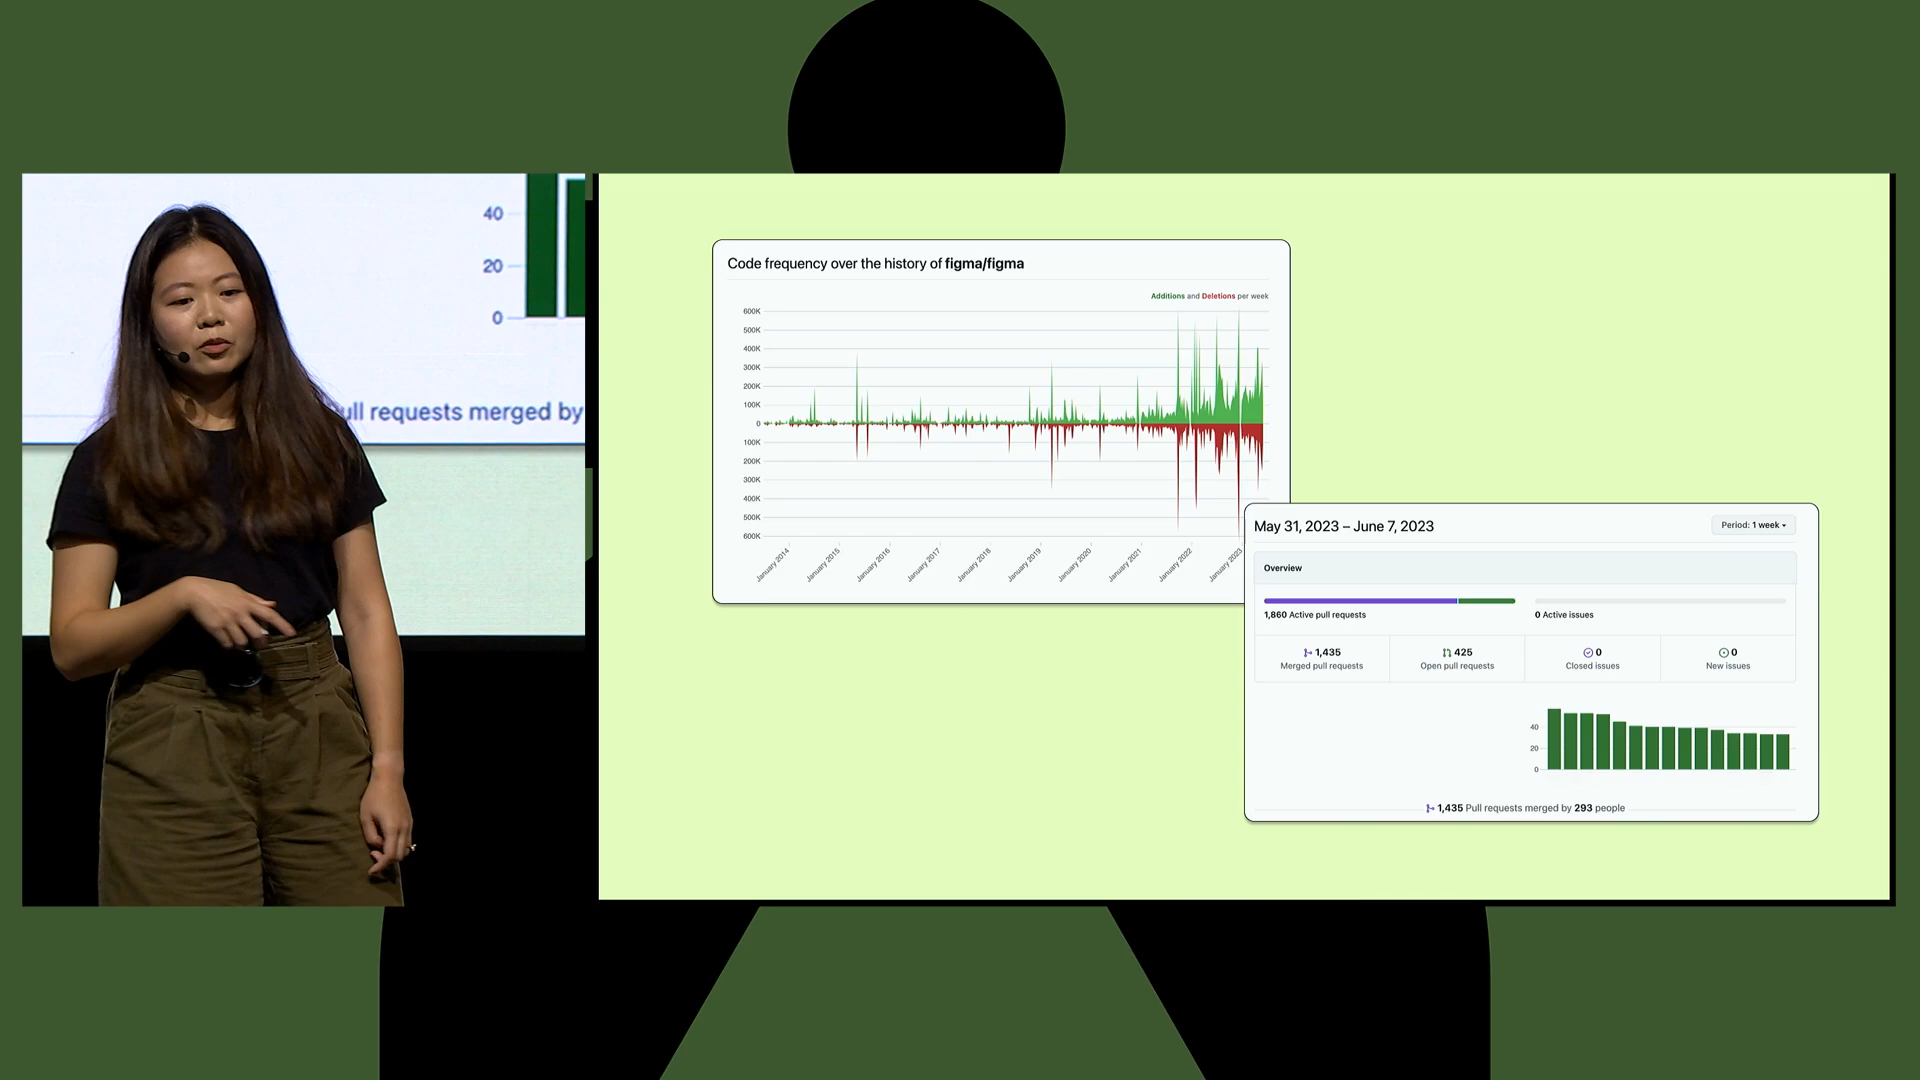 40
20
0
ull requests merged by
Code frequency over the history of figma/figma
Additions and Deletions per week
600K
500K
400K
300K
200K
100K
0
100K
200K
300K
400K
500K
600K
January 2014
January 2015
January 2016
January 2017
January 2018
January 2019
January 2020
January 2021
January 2022
January 2023
May 31, 2023 – June 7, 2023
Period: 1 week
Overview
1,860 Active pull requests
0 Active issues
1,435
Merged pull requests
425
Open pull requests
0
Closed issues
0
New issues
40
20
0
1,435 Pull requests merged by 293 people